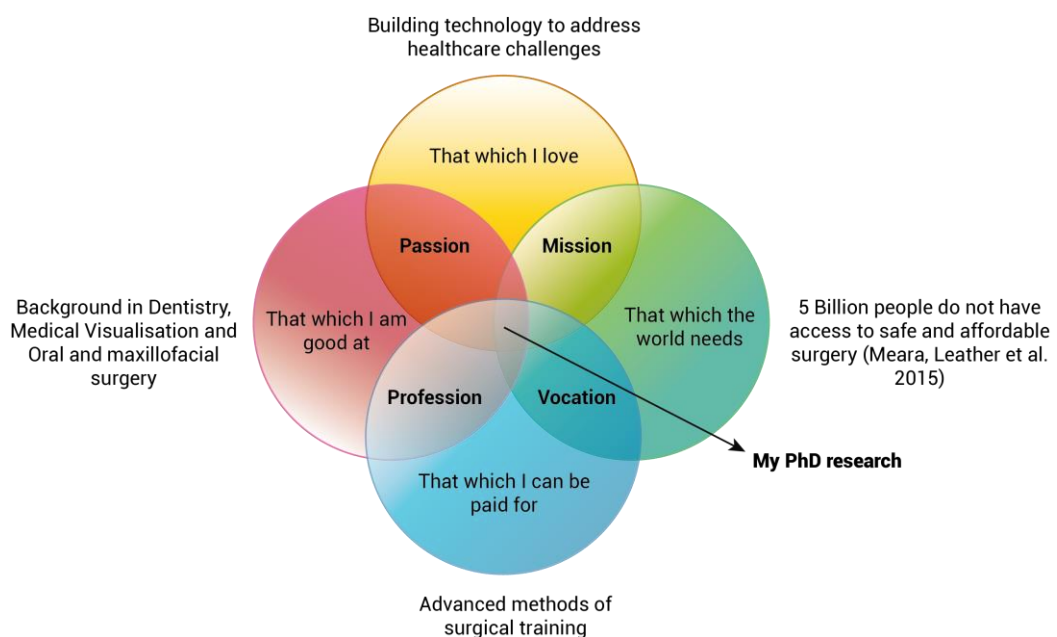 Building technology to address
healthcare challenges
That which I love
Passion
Mission
Background in Dentistry,
Medical Visualisation and
Oral and maxillofacial
surgery
That which I am
good at
That which the
world needs
5 Billion people do not have
access to safe and affordable
surgery (Meara, Leather et al.
2015)
Profession
Vocation
My PhD research
That which I can be
paid for
Advanced methods of
surgical training